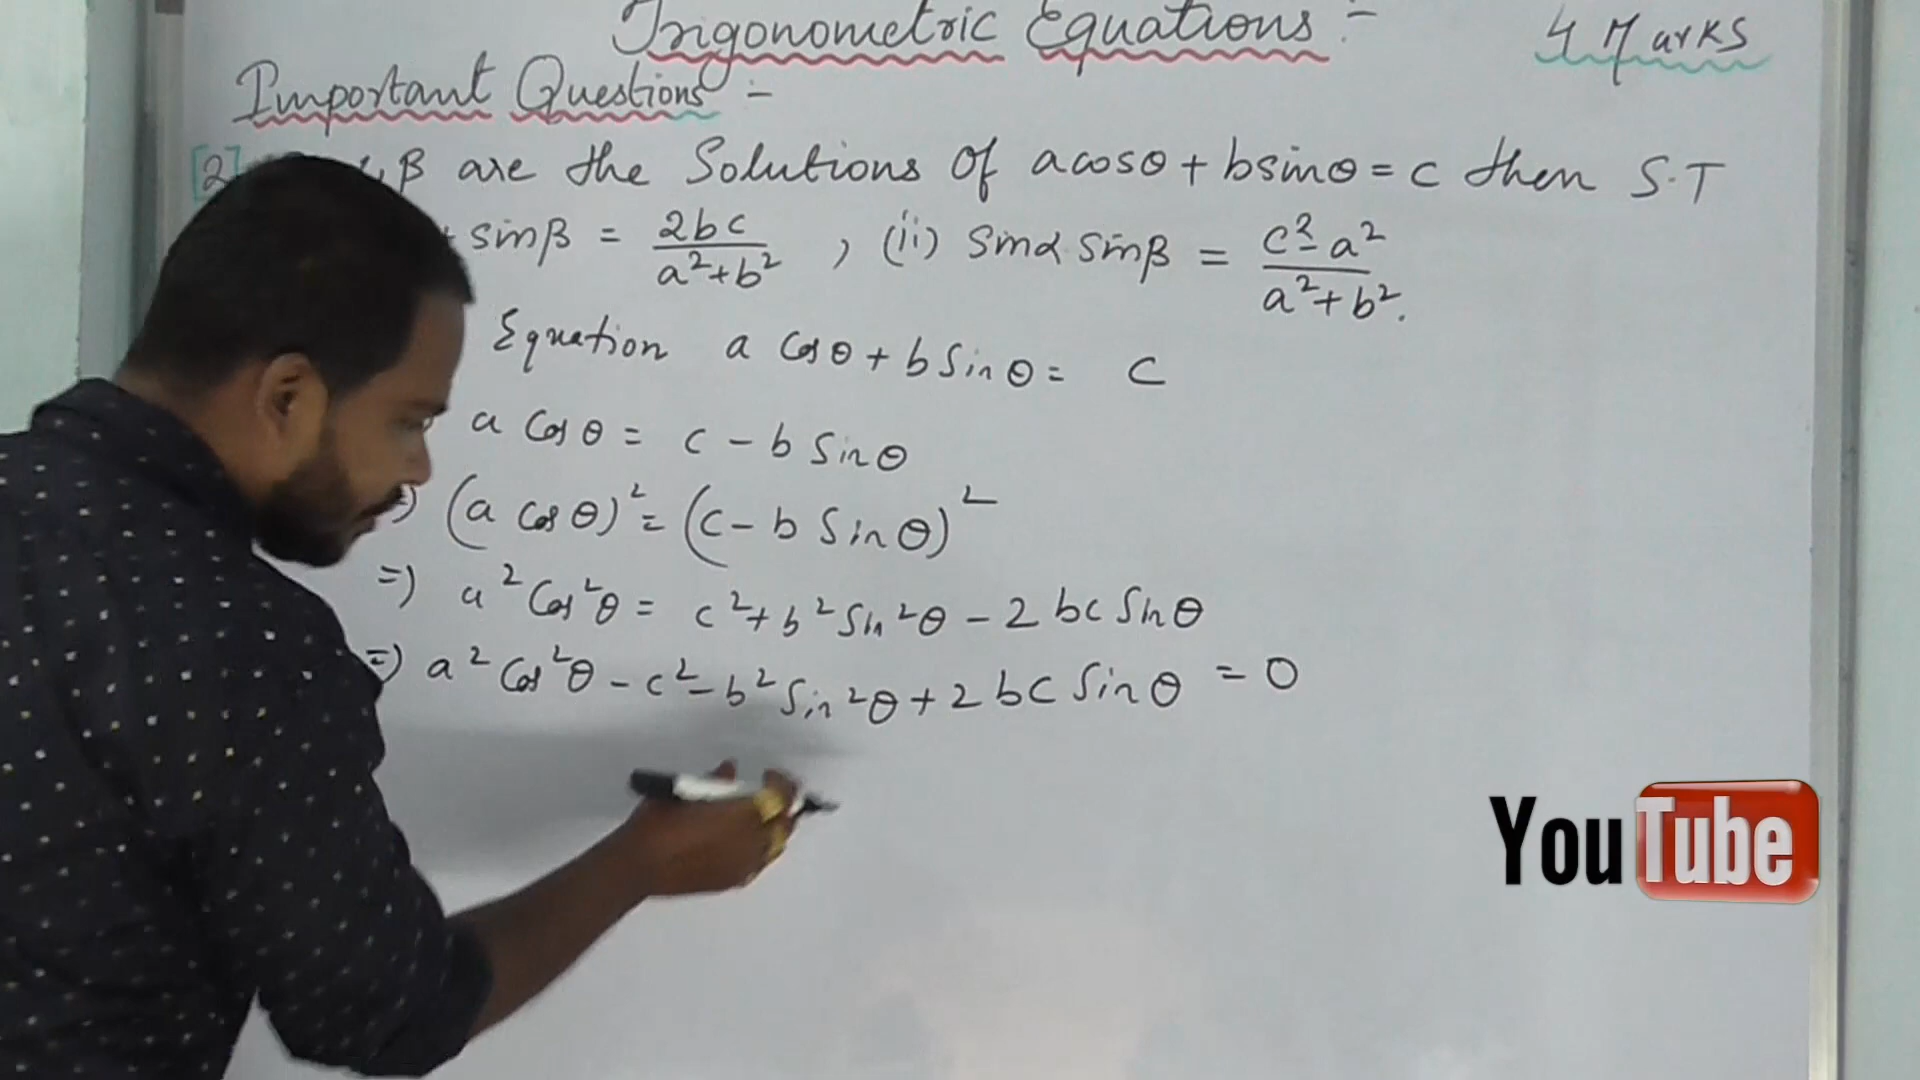 Trigonometric Equations :-
4 Marks
Important Questions :-
[2] , β are the Solutions of acosθ + bsinθ = c then S.T
+ sinβ = 2bc / a²+b² , (ii) sinα sinβ = c²-a² / a²+b².
Equation a Cosθ + b Sinθ = C
a Cosθ = c - b Sinθ
=) (a cosθ)² = (c - b Sinθ)²
=) a² Cos²θ = c² + b² Sin²θ - 2bc Sinθ
=) a² Cos²θ - c² - b² Sin²θ + 2bc Sinθ = 0
YouTube